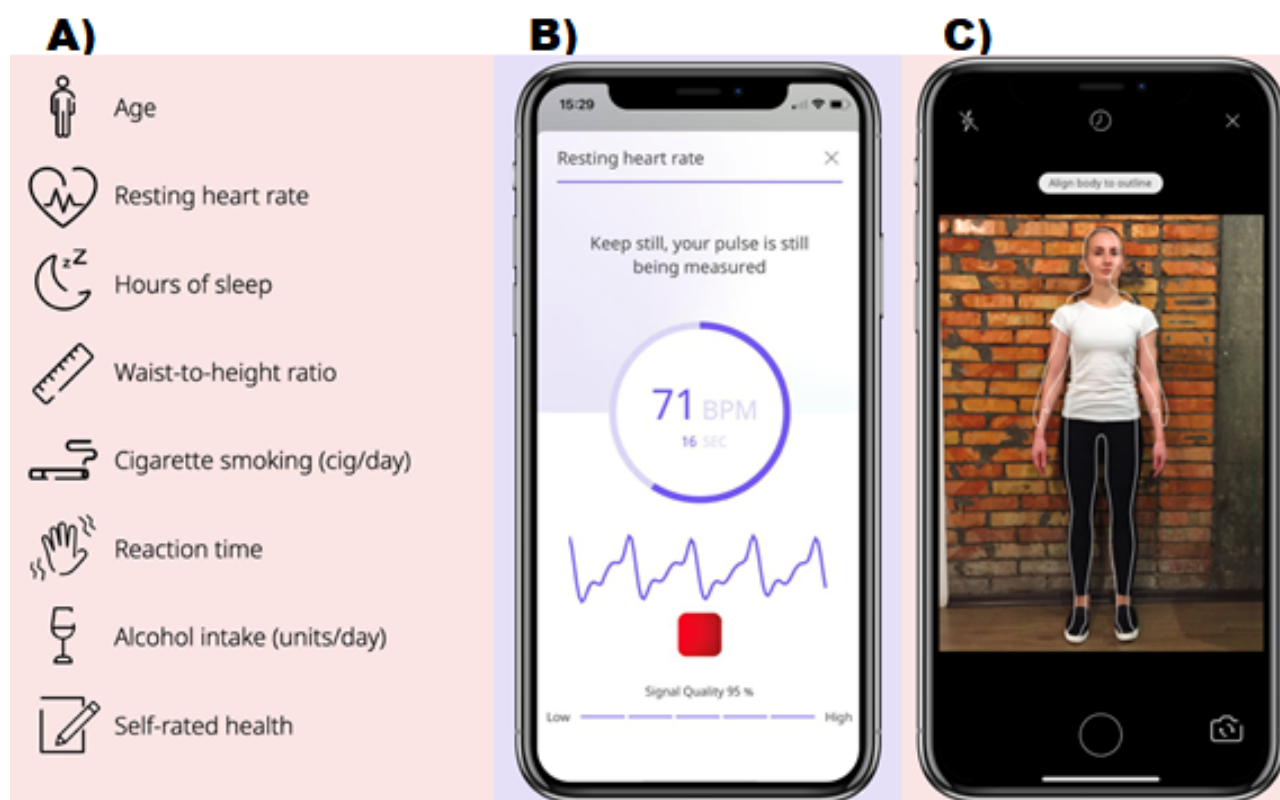 A)
Age
Resting heart rate
zZ
Hours of sleep
Waist-to-height ratio
Cigarette smoking (cig/day)
Reaction time
Alcohol intake (units/day)
Self-rated health
B)
15:29
Resting heart rate
Keep still, your pulse is still
being measured
71 BPM
16 SEC
Signal Quality 95 %
Low High
C)
Align body to outline